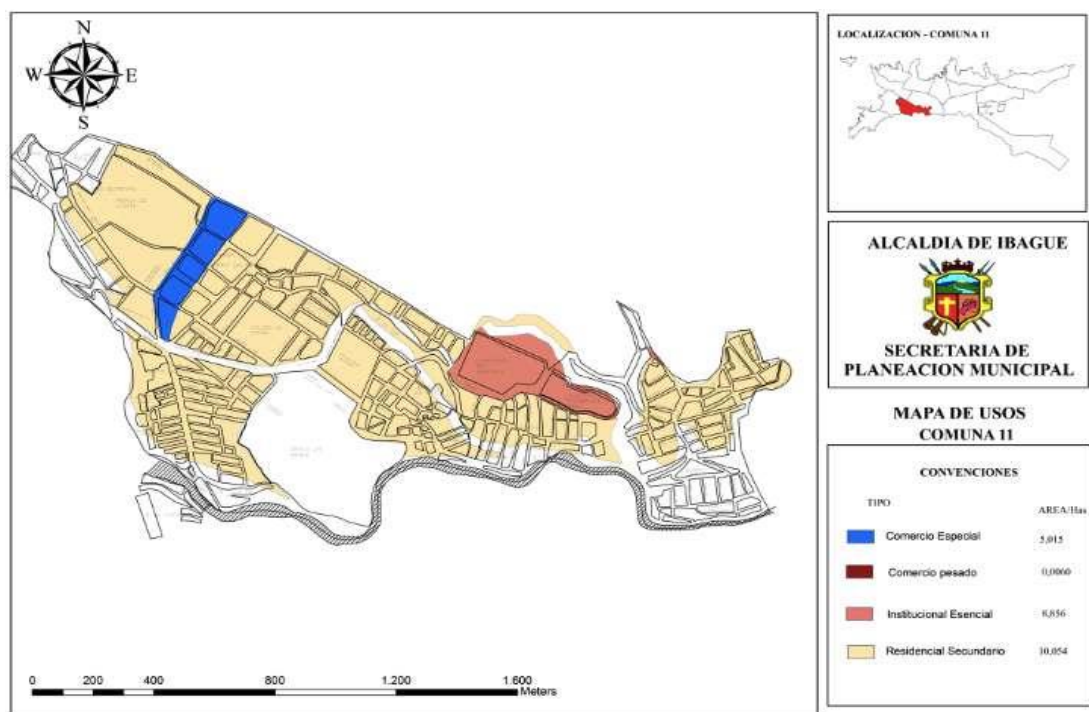 N
W
E
S
0 200 400 800 1.200 1.600
Meters
LOCALIZACION - COMUNA 11
ALCALDIA DE IBAGUE
SECRETARIA DE
PLANEACION MUNICIPAL
MAPA DE USOS
COMUNA 11
CONVENCIONES
TIPO AREA/Has
Comercio Especial 5,015
Comercio pesado 0,0060
Institucional Esencial 8,856
Residencial Secundario 10,054